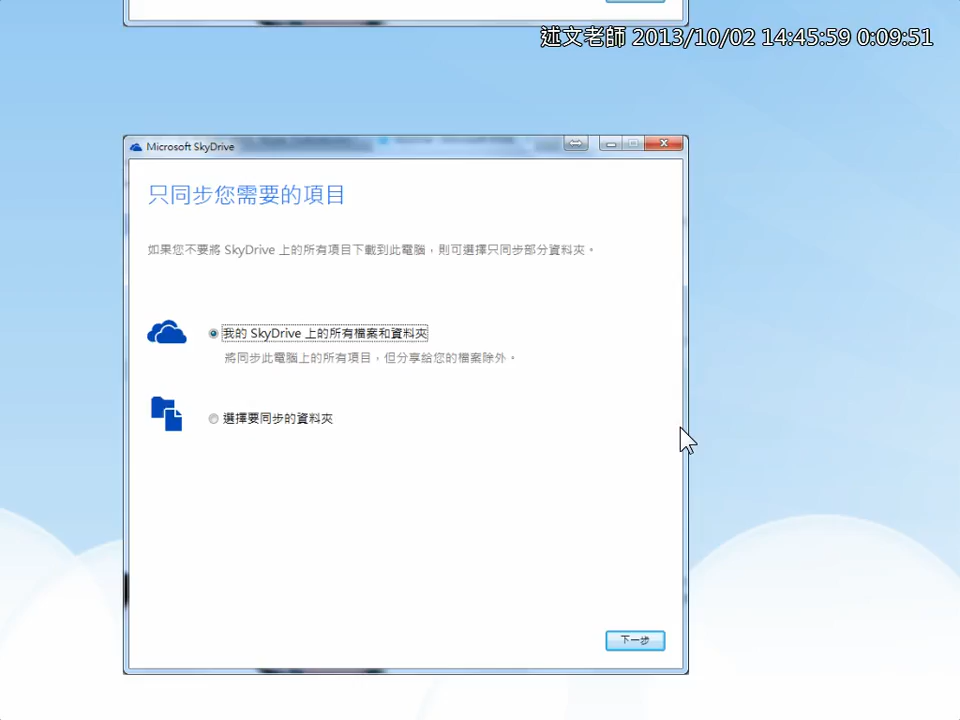 述文老師 2013/10/02 14:45:59 0:09:51
Microsoft SkyDrive
只同步您需要的項目
如果您不要將 SkyDrive 上的所有項目下載到此電腦，則可選擇只同步部分資料夾。
我的 SkyDrive 上的所有檔案和資料夾
將同步此電腦上的所有項目，但分享給您的檔案除外。
選擇要同步的資料夾
下一步